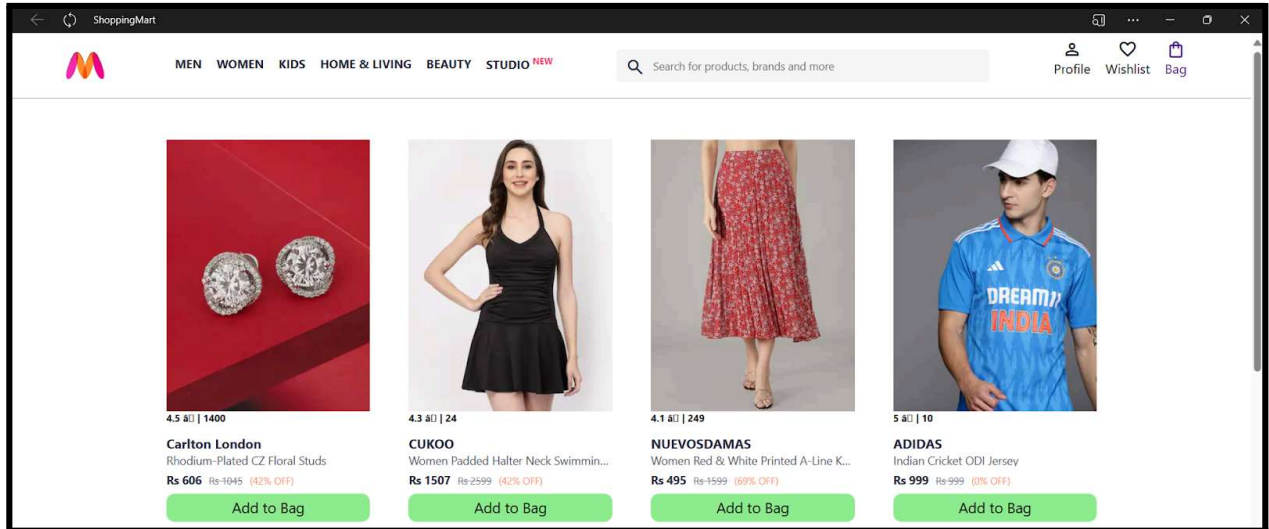 ShoppingMart
MEN WOMEN KIDS HOME & LIVING BEAUTY STUDIO NEW
Search for products, brands and more
Profile Wishlist Bag
DREAM11
INDIA
4.5 â | 1400
4.3 â | 24
4.1 â | 249
5 â | 10
Carlton London
CUKOO
NUEVOSDAMAS
ADIDAS
Rhodium-Plated CZ Floral Studs
Women Padded Halter Neck Swimmin...
Women Red & White Printed A-Line K...
Indian Cricket ODI Jersey
Rs 606 Rs 1045 (42% OFF)
Rs 1507 Rs 2599 (42% OFF)
Rs 495 Rs 1599 (69% OFF)
Rs 999 Rs 999 (0% OFF)
Add to Bag
Add to Bag
Add to Bag
Add to Bag